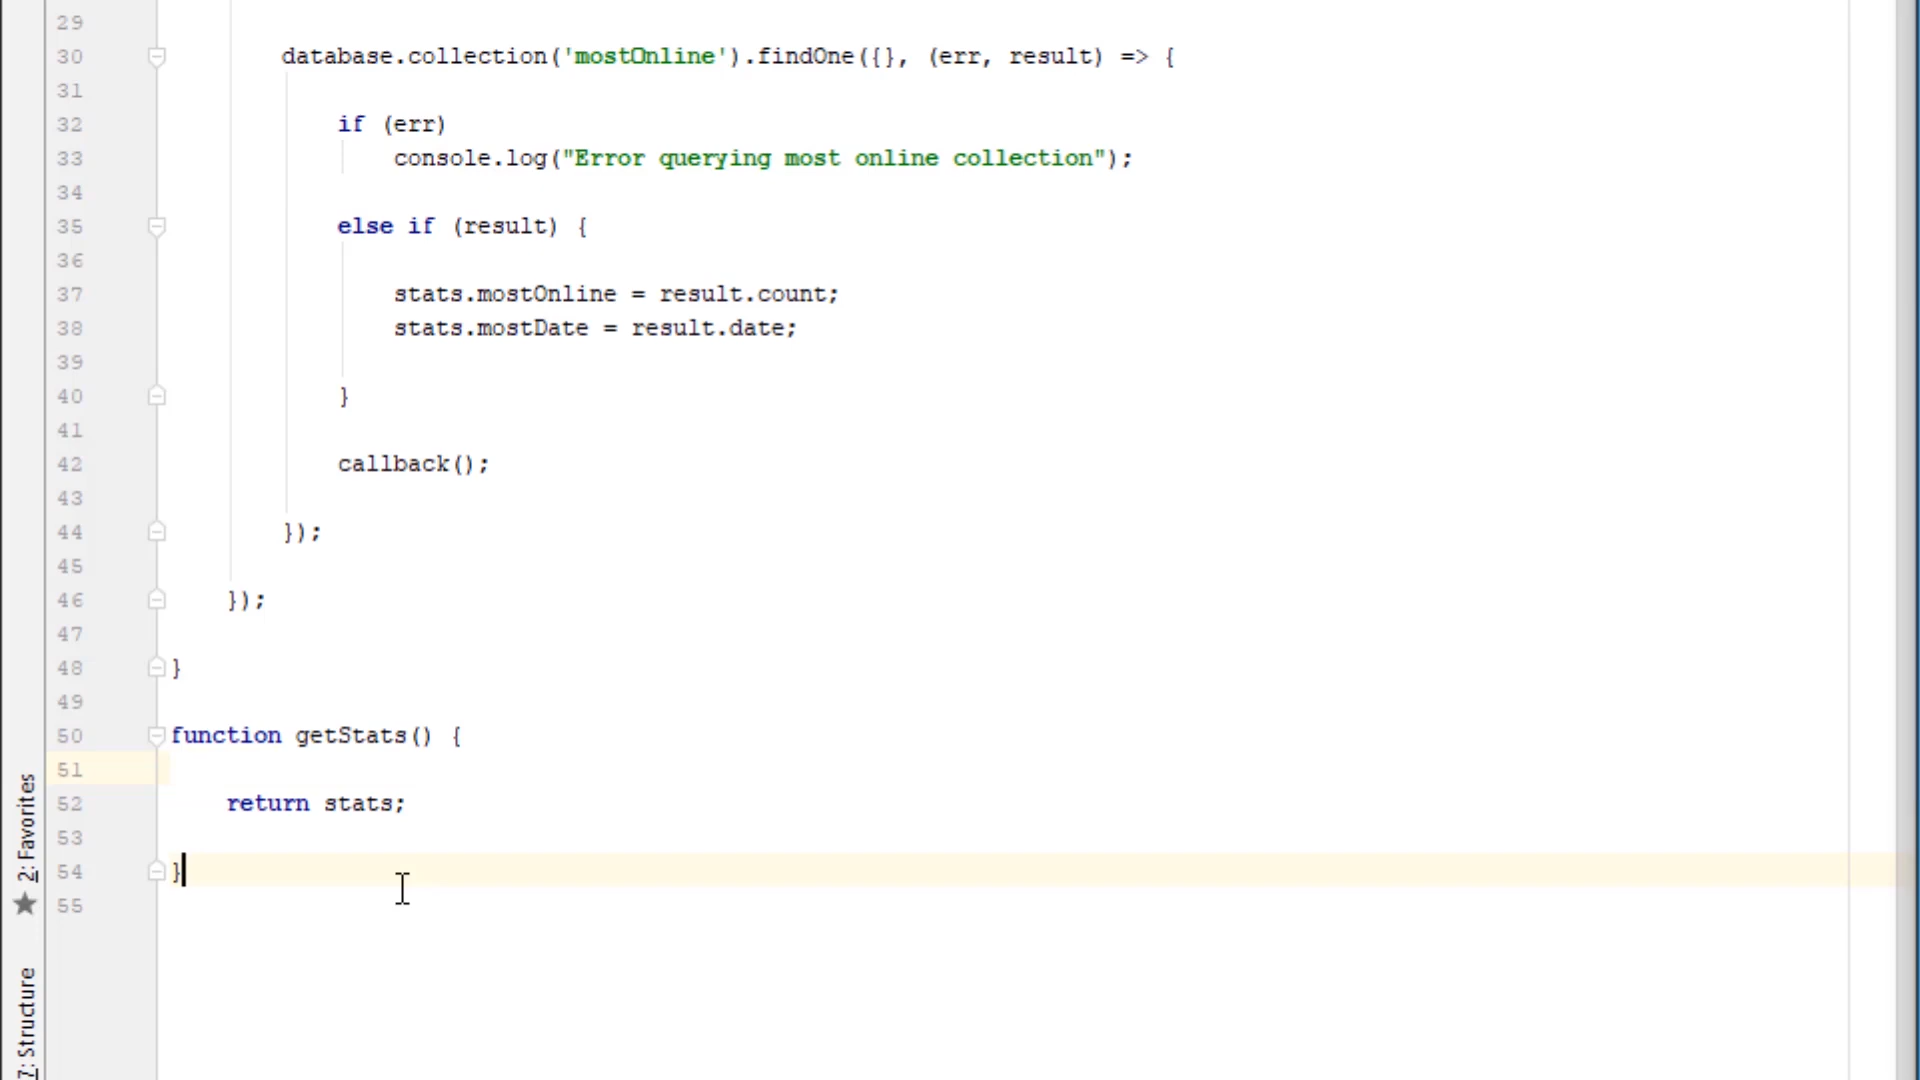 29
30 database.collection('mostOnline').findOne({}, (err, result) => {
31
32 if (err)
33 console.log("Error querying most online collection");
34
35 else if (result) {
36
37 stats.mostOnline = result.count;
38 stats.mostDate = result.date;
39
40 }
41
42 callback();
43
44 });
45
46 });
47
48 }
49
50 function getStats() {
51
52 return stats;
53
54 }
55
2: Favorites
7: Structure